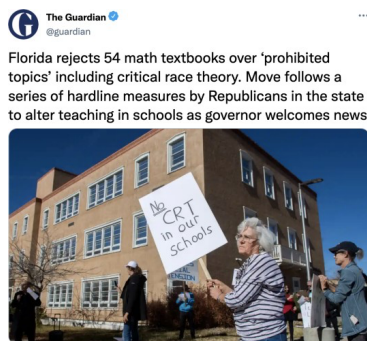 The Guardian
@guardian
Florida rejects 54 math textbooks over ‘prohibited
topics’ including critical race theory. Move follows a
series of hardline measures by Republicans in the state
to alter teaching in schools as governor welcomes news
No
CRT
in our
schools